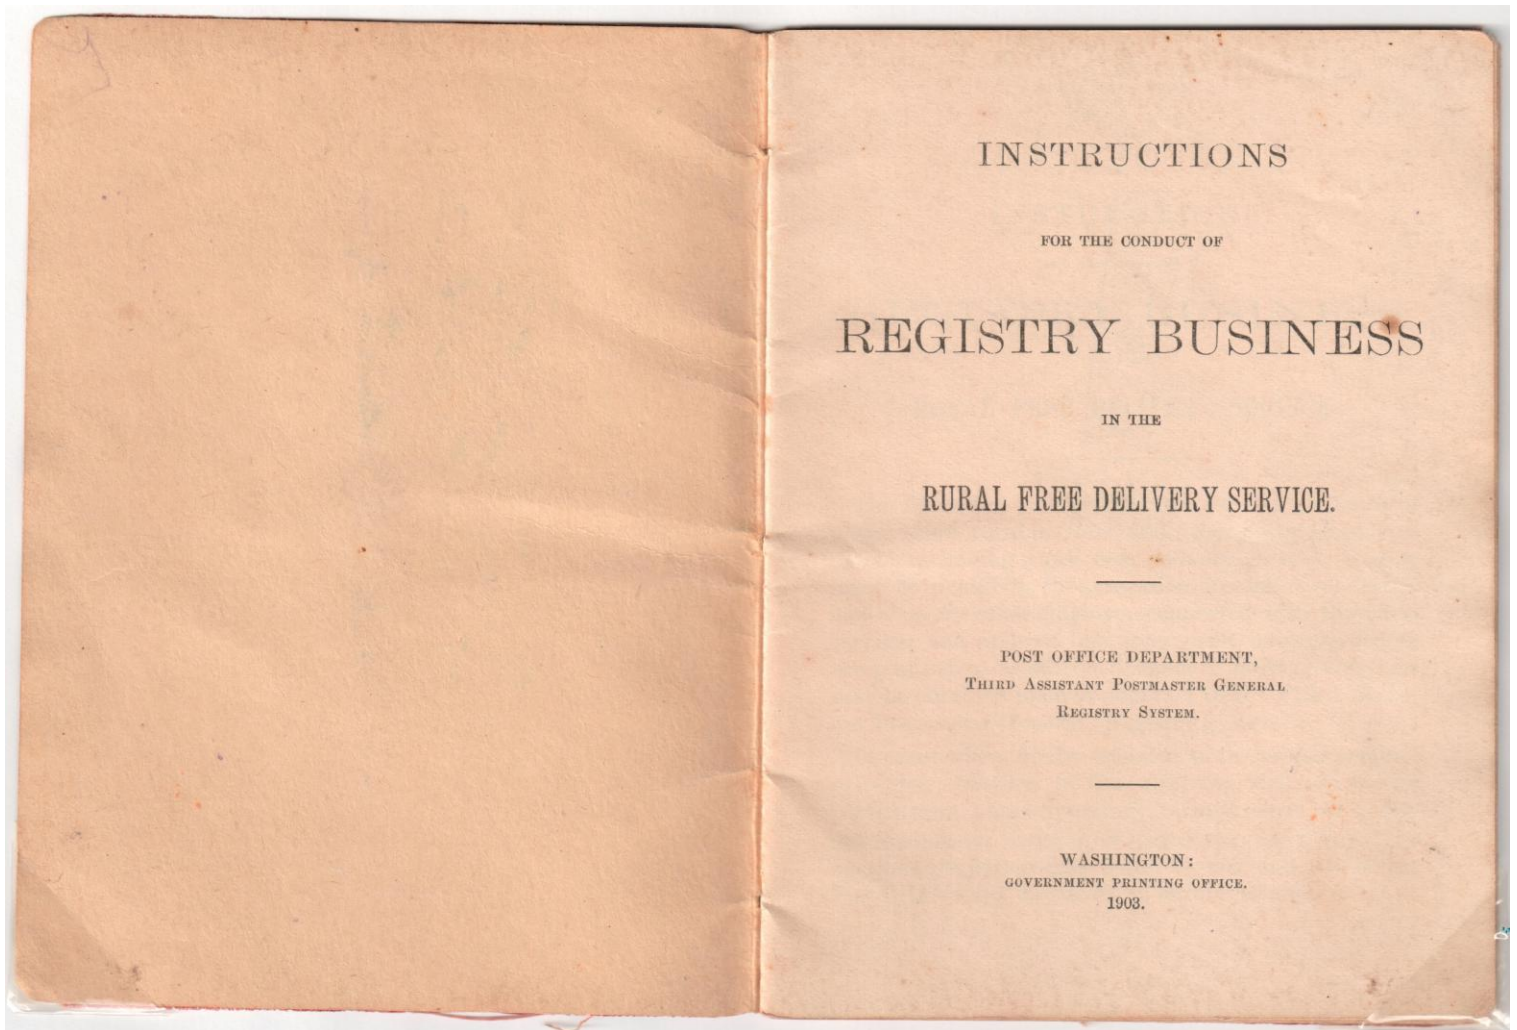 INSTRUCTIONS
FOR THE CONDUCT OF
REGISTRY BUSINESS
IN THE
RURAL FREE DELIVERY SERVICE.
POST OFFICE DEPARTMENT,
THIRD ASSISTANT POSTMASTER GENERAL
REGISTRY SYSTEM.
WASHINGTON:
GOVERNMENT PRINTING OFFICE.
1903.